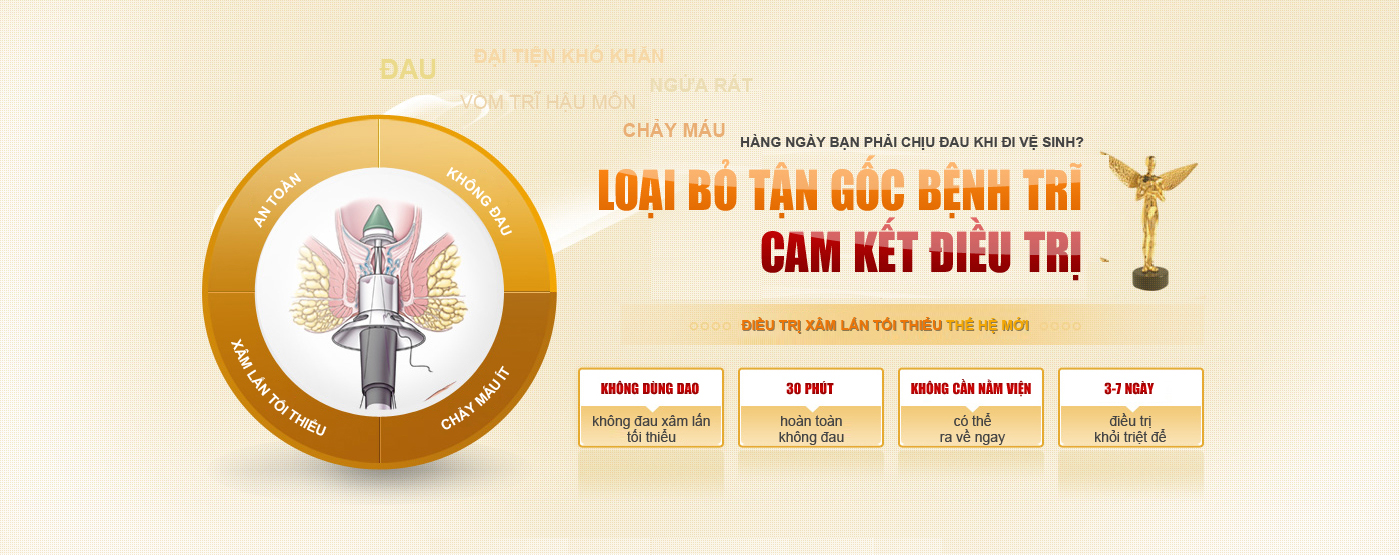 ĐAU
ĐẠI TIỆN KHÓ KHĂN
NGỨA RÁT
VÒM TRĨ HẬU MÔN
CHẢY MÁU
HÀNG NGÀY BẠN PHẢI CHỊU ĐAU KHI ĐI VỆ SINH?
LOẠI BỎ TẬN GỐC BỆNH TRĨ
CAM KẾT ĐIỀU TRỊ
AN TOÀN
KHÔNG ĐAU
XÂM LẤN TỐI THIỂU
CHẢY MÁU ÍT
ĐIỀU TRỊ XÂM LẤN TỐI THIỂU THẾ HỆ MỚI
KHÔNG DÙNG DAO
không đau xâm lấn
tối thiểu
30 PHÚT
hoàn toàn
không đau
KHÔNG CẦN NẰM VIỆN
có thể
ra về ngay
3-7 NGÀY
điều trị
khỏi triệt để